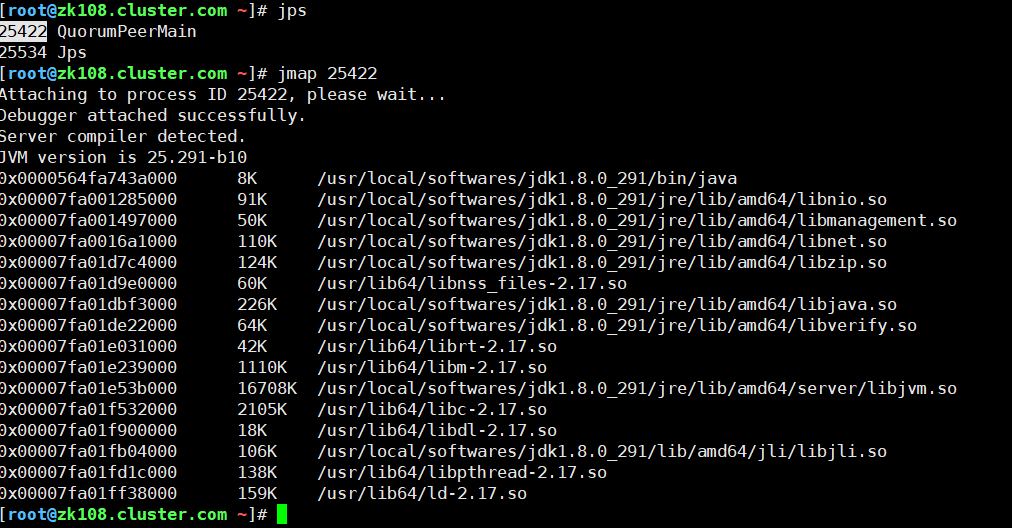 [root@zk108.cluster.com ~]# jps
25422 QuorumPeerMain
25534 Jps
[root@zk108.cluster.com ~]# jmap 25422
Attaching to process ID 25422, please wait...
Debugger attached successfully.
Server compiler detected.
JVM version is 25.291-b10
0x0000564fa743a000 8K /usr/local/softwares/jdk1.8.0_291/bin/java
0x00007fa001285000 91K /usr/local/softwares/jdk1.8.0_291/jre/lib/amd64/libnio.so
0x00007fa001497000 50K /usr/local/softwares/jdk1.8.0_291/jre/lib/amd64/libmanagement.so
0x00007fa0016a1000 110K /usr/local/softwares/jdk1.8.0_291/jre/lib/amd64/libnet.so
0x00007fa01d7c4000 124K /usr/local/softwares/jdk1.8.0_291/jre/lib/amd64/libzip.so
0x00007fa01d9e0000 60K /usr/lib64/libnss_files-2.17.so
0x00007fa01dbf3000 226K /usr/local/softwares/jdk1.8.0_291/jre/lib/amd64/libjava.so
0x00007fa01de22000 64K /usr/local/softwares/jdk1.8.0_291/jre/lib/amd64/libverify.so
0x00007fa01e031000 42K /usr/lib64/librt-2.17.so
0x00007fa01e239000 1110K /usr/lib64/libm-2.17.so
0x00007fa01e53b000 16708K /usr/local/softwares/jdk1.8.0_291/jre/lib/amd64/server/libjvm.so
0x00007fa01f532000 2105K /usr/lib64/libc-2.17.so
0x00007fa01f900000 18K /usr/lib64/libdl-2.17.so
0x00007fa01fb04000 106K /usr/local/softwares/jdk1.8.0_291/lib/amd64/jli/libjli.so
0x00007fa01fd1c000 138K /usr/lib64/libpthread-2.17.so
0x00007fa01ff38000 159K /usr/lib64/ld-2.17.so
[root@zk108.cluster.com ~]#